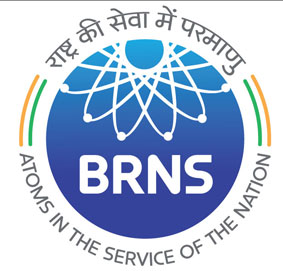 राष्ट्र की सेवा में परमाणु
BRNS
ATOMS IN THE SERVICE OF THE NATION